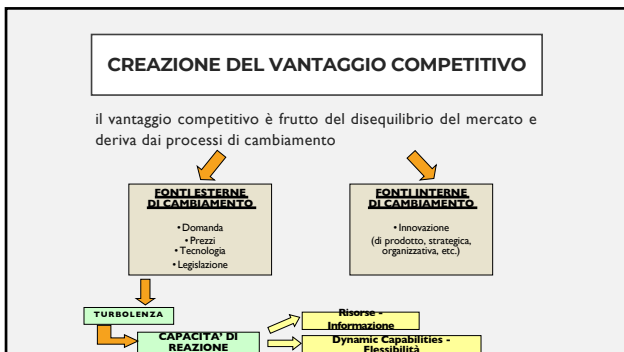 CREAZIONE DEL VANTAGGIO COMPETITIVO
il vantaggio competitivo è frutto del disequilibrio del mercato e
deriva dai processi di cambiamento
FONTI ESTERNE
DI CAMBIAMENTO
• Domanda
• Prezzi
• Tecnologia
• Legislazione
FONTI INTERNE
DI CAMBIAMENTO
• Innovazione
(di prodotto, strategica,
organizzativa, etc.)
TURBOLENZA
CAPACITA' DI
REAZIONE
Risorse -
Informazione
Dynamic Capabilities -
Flessibilità